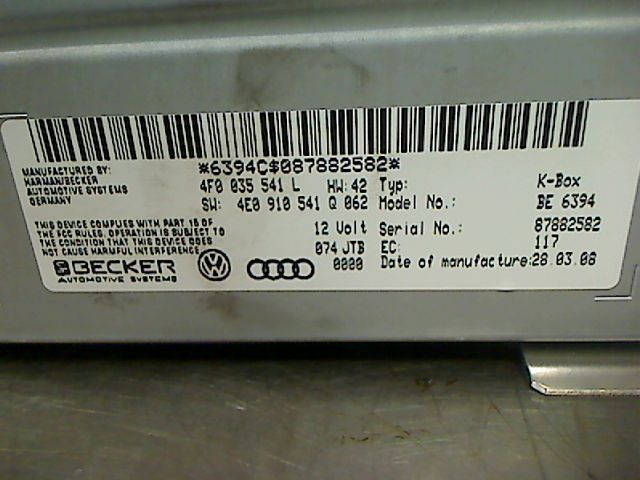 *6394C$087882582*
MANUFACTURED BY:
HARMAN/BECKER
AUTOMOTIVE SYSTEMS
GERMANY
4F0 035 541 L HW: 42 Typ: K-Box
SW: 4E0 910 541 Q 062 Model No.: BE 6394
12 Volt Serial No.: 87882582
074 JTB EC: 117
0000 Date of manufacture: 28.03.08
THIS DEVICE COMPLIES WITH PART 15 OF
THE FCC RULES. OPERATION IS SUBJECT TO
THE CONDITION THAT THIS DEVICE DOES
NOT CAUSE HARMFUL INTERFERENCE
BECKER
AUTOMOTIVE SYSTEMS